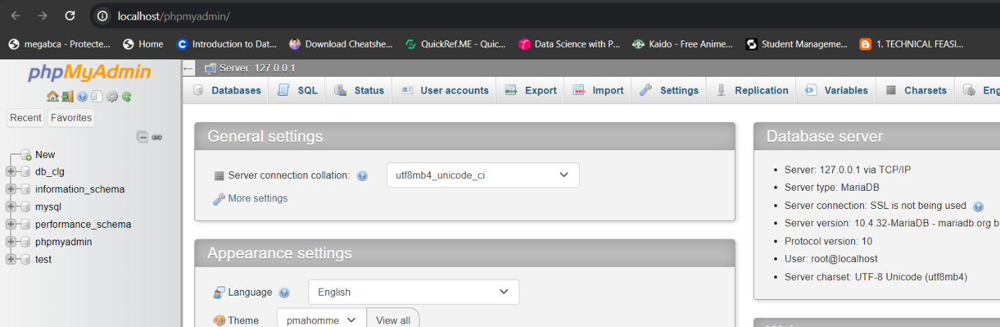 localhost/phpmyadmin/
megabca - Protecte... Home Introduction to Dat... Download Cheatshe... QuickRef.ME - Quic... Data Science with P... Kaido - Free Anime... Student Manageme... 1. TECHNICAL FEASI...
phpMyAdmin
Recent Favorites
New
db_clg
information_schema
mysql
performance_schema
phpmyadmin
test
Server: 127.0.0.1
Databases SQL Status User accounts Export Import Settings Replication Variables Charsets Eng
General settings
Server connection collation: utf8mb4_unicode_ci
More settings
Appearance settings
Language English
Theme pmahomme View all
Database server
Server: 127.0.0.1 via TCP/IP
Server type: MariaDB
Server connection: SSL is not being used
Server version: 10.4.32-MariaDB - mariadb.org b
Protocol version: 10
User: root@localhost
Server charset: UTF-8 Unicode (utf8mb4)